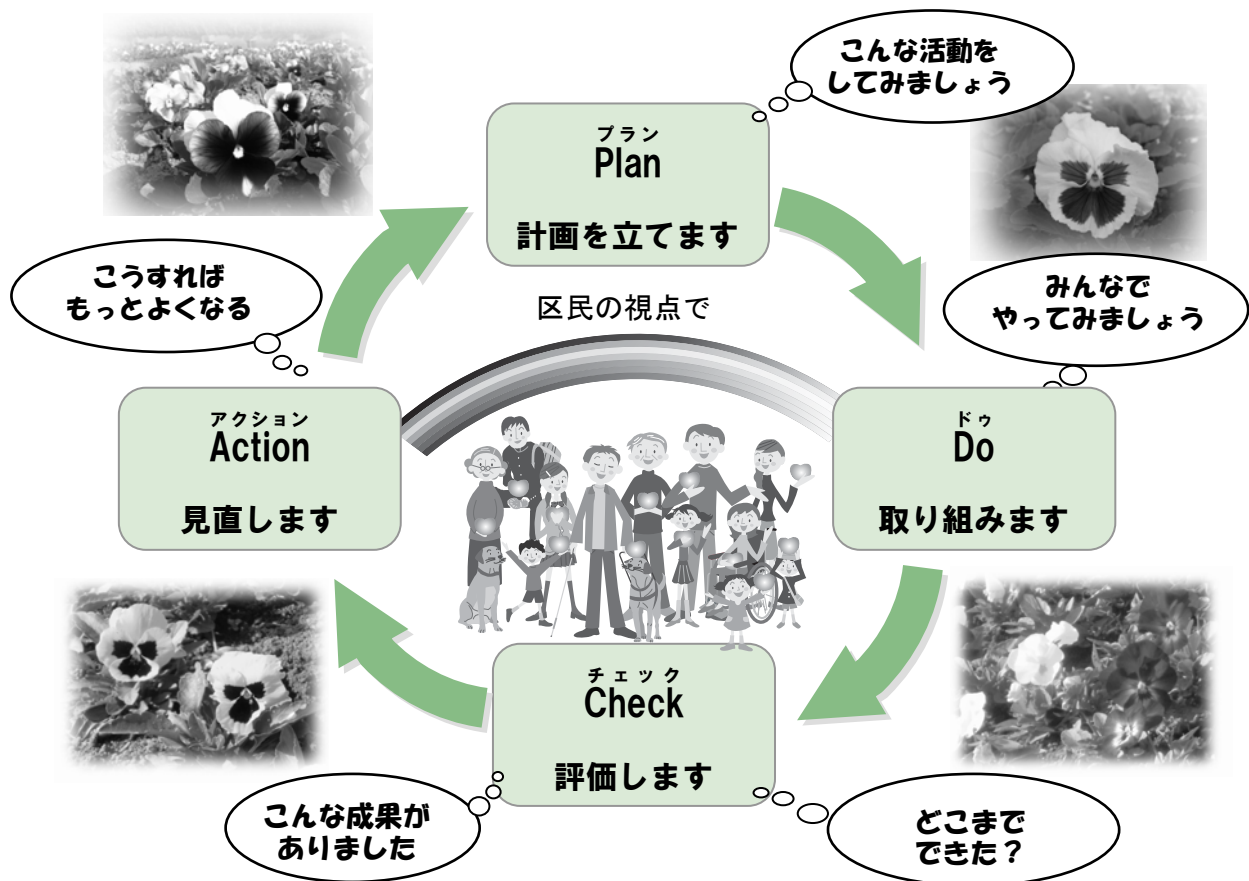 こんな活動を
してみましょう
プラン
Plan
計画を立てます
こうすれば
もっとよくなる
みんなで
やってみましょう
区民の視点で
アクション
Action
見直します
ドゥ
Do
取り組みます
チェック
Check
評価します
こんな成果が
ありました
どこまで
できた？